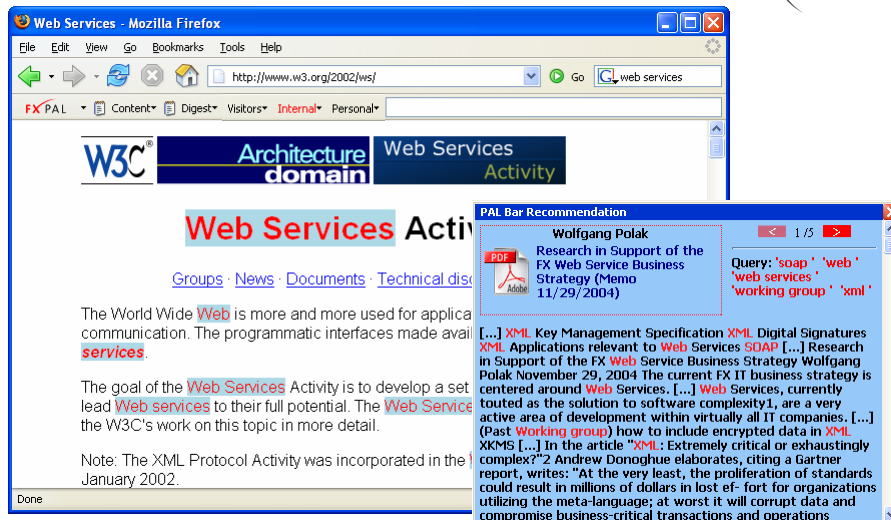 Web Services - Mozilla Firefox
File Edit View Go Bookmarks Tools Help
http://www.w3.org/2002/ws/ Go G web services
FXPAL Content Digest Visitors Internal Personal
W3C® Architecture domain Web Services Activity
Web Services Acti
Groups · News · Documents · Technical disc
The World Wide Web is more and more used for applica
communication. The programmatic interfaces made avail
services.
The goal of the Web Services Activity is to develop a set
lead Web services to their full potential. The Web Service
the W3C's work on this topic in more detail.
Note: The XML Protocol Activity was incorporated in the
January 2002.
Done
PAL Bar Recommendation
Wolfgang Polak
PDF Adobe
Research in Support of the
FX Web Service Business
Strategy (Memo
11/29/2004)
< 1/5 >
Query: 'soap ' 'web '
'web services '
'working group ' 'xml '
[...] XML Key Management Specification XML Digital Signatures
XML Applications relevant to Web Services SOAP [...] Research
in Support of the FX Web Service Business Strategy Wolfgang
Polak November 29, 2004 The current FX IT business strategy is
centered around Web Services. [...] Web Services, currently
touted as the solution to software complexity1, are a very
active area of development within virtually all IT companies. [...]
(Past Working group) how to include encrypted data in XML
XKMS [...] In the article "XML: Extremely critical or exhaustingly
complex?"2 Andrew Donoghue elaborates, citing a Gartner
report, writes: "At the very least, the proliferation of standards
could result in millions of dollars in lost ef- fort for organizations
utilizing the meta-language; at worst it will corrupt data and
compromise business-critical transactions and operations